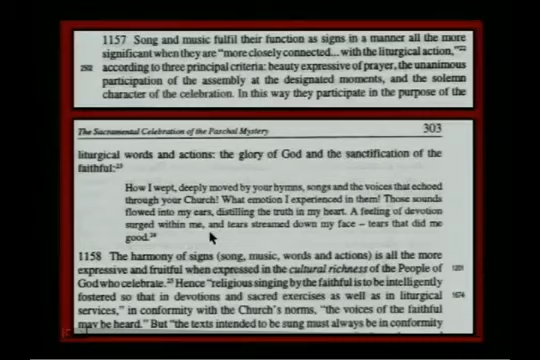 1157 Song and music fulfil their function as signs in a manner all the more
significant when they are “more closely connected... with the liturgical action,”22
2502 according to three principal criteria: beauty expressive of prayer, the unanimous
participation of the assembly at the designated moments, and the solemn
character of the celebration. In this way they participate in the purpose of the
The Sacramental Celebration of the Paschal Mystery 303
liturgical words and actions: the glory of God and the sanctification of the
faithful:23
How I wept, deeply moved by your hymns, songs and the voices that echoed
through your Church! What emotion I experienced in them! Those sounds
flowed into my ears, distilling the truth in my heart. A feeling of devotion
surged within me, and tears streamed down my face – tears that did me
good.24
1158 The harmony of signs (song, music, words and actions) is all the more
expressive and fruitful when expressed in the cultural richness of the People of 1201
God who celebrate.25 Hence “religious singing by the faithful is to be intelligently
fostered so that in devotions and sacred exercises as well as in liturgical 1674
services,” in conformity with the Church’s norms, “the voices of the faithful
may be heard.” But “the texts intended to be sung must always be in conformity